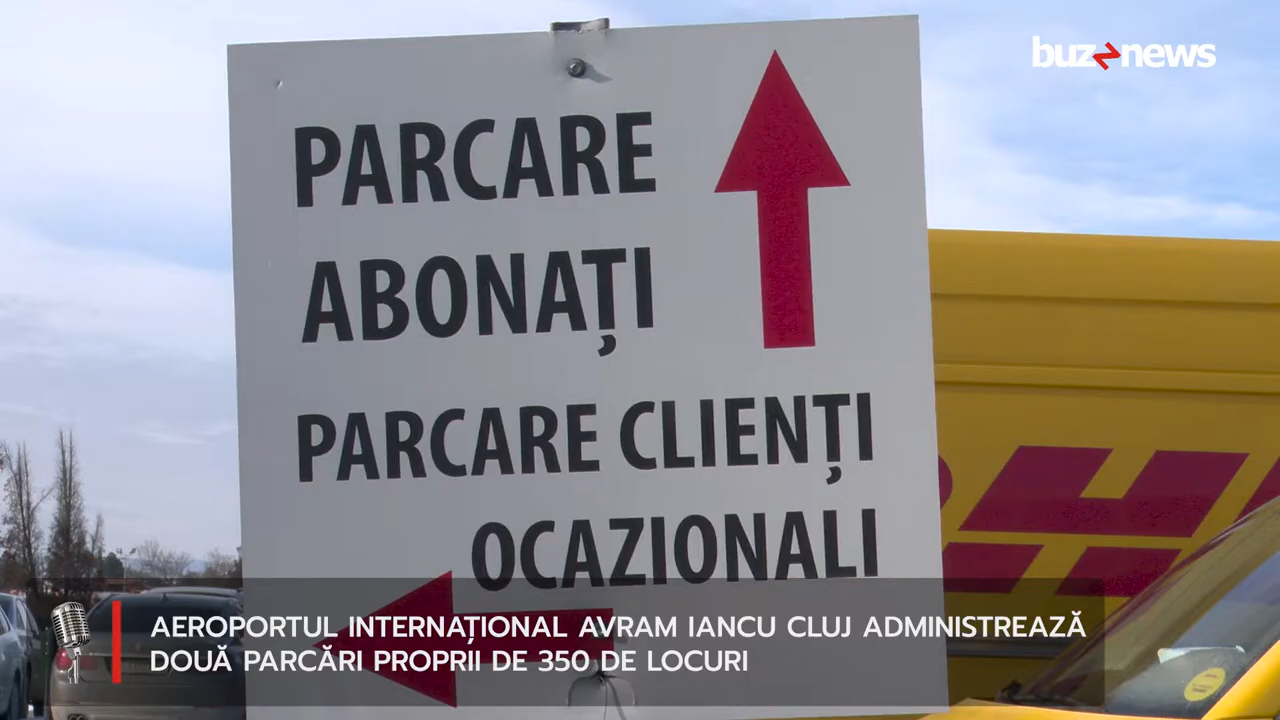 buzznews
PARCARE
ABONAȚI
PARCARE CLIENȚI
OCAZIONALI
DHL
AEROPORTUL INTERNAȚIONAL AVRAM IANCU CLUJ ADMINISTREAZĂ
DOUĂ PARCĂRI PROPRII DE 350 DE LOCURI